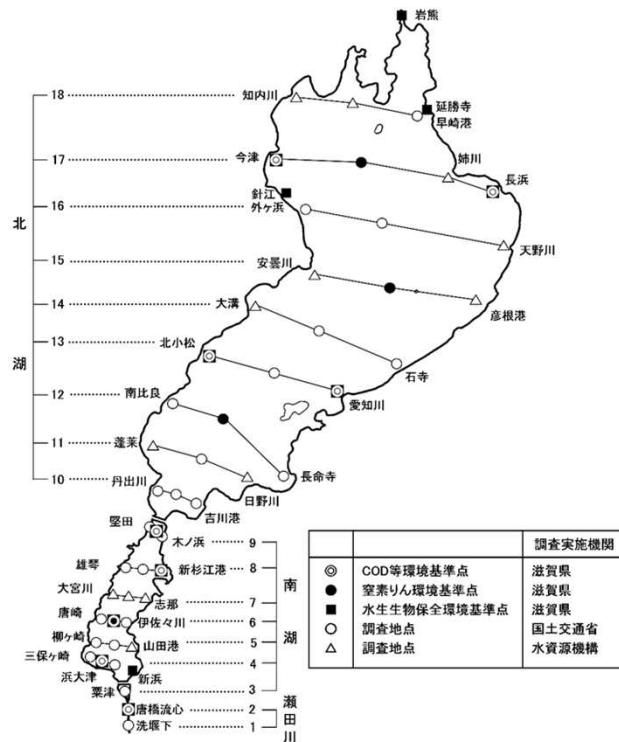 岩熊
18 知内川
延勝寺
早崎港
17 今津
姉川
長浜
針江
16 外ヶ浜
北
天野川
15 安曇川
14 大溝
彦根港
13 北小松
湖
石寺
12 南比良
愛知川
11 蓬莱
長命寺
10 丹出川
日野川
吉川港
堅田
木ノ浜 9
南
雄琴 新杉江港 8
大宮川 志那 7
唐崎 伊佐々川 6
湖
柳ヶ崎 山田港 5
三保ヶ崎 4
浜大津 新浜
粟津 3
瀬田川
唐橋流心 2
洗堰下 1
調査実施機関
◎ COD等環境基準点 滋賀県
● 窒素りん環境基準点 滋賀県
■ 水生生物保全環境基準点 滋賀県
○ 調査地点 国土交通省
△ 調査地点 水資源機構